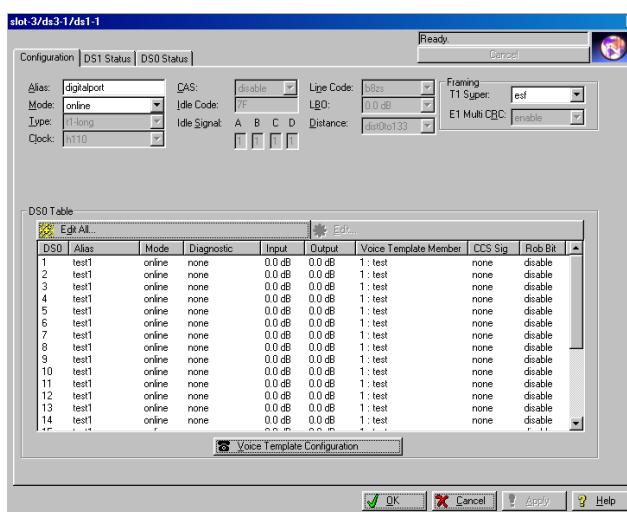 slot-3/ds3-1/ds1-1
Ready.
Cancel
Configuration DS1 Status DS0 Status
Alias: digitalport
Mode: online
Type: t1-long
Clock: h110
CAS: disable
Idle Code: 7F
Idle Signal: A B C D
1 1 1 1
Line Code: b8zs
LBO: 0.0 dB
Distance: dist0to133
Framing
T1 Super: esf
E1 Multi CRC: enable
DS0 Table
Edit All... Edit...
DS0 Alias Mode Diagnostic Input Output Voice Template Member CCS Sig Rob Bit
1 test1 online none 0.0 dB 0.0 dB 1 : test none disable
2 test1 online none 0.0 dB 0.0 dB 1 : test none disable
3 test1 online none 0.0 dB 0.0 dB 1 : test none disable
4 test1 online none 0.0 dB 0.0 dB 1 : test none disable
5 test1 online none 0.0 dB 0.0 dB 1 : test none disable
6 test1 online none 0.0 dB 0.0 dB 1 : test none disable
7 test1 online none 0.0 dB 0.0 dB 1 : test none disable
8 test1 online none 0.0 dB 0.0 dB 1 : test none disable
9 test1 online none 0.0 dB 0.0 dB 1 : test none disable
10 test1 online none 0.0 dB 0.0 dB 1 : test none disable
11 test1 online none 0.0 dB 0.0 dB 1 : test none disable
12 test1 online none 0.0 dB 0.0 dB 1 : test none disable
13 test1 online none 0.0 dB 0.0 dB 1 : test none disable
14 test1 online none 0.0 dB 0.0 dB 1 : test none disable
Voice Template Configuration
OK Cancel Apply Help